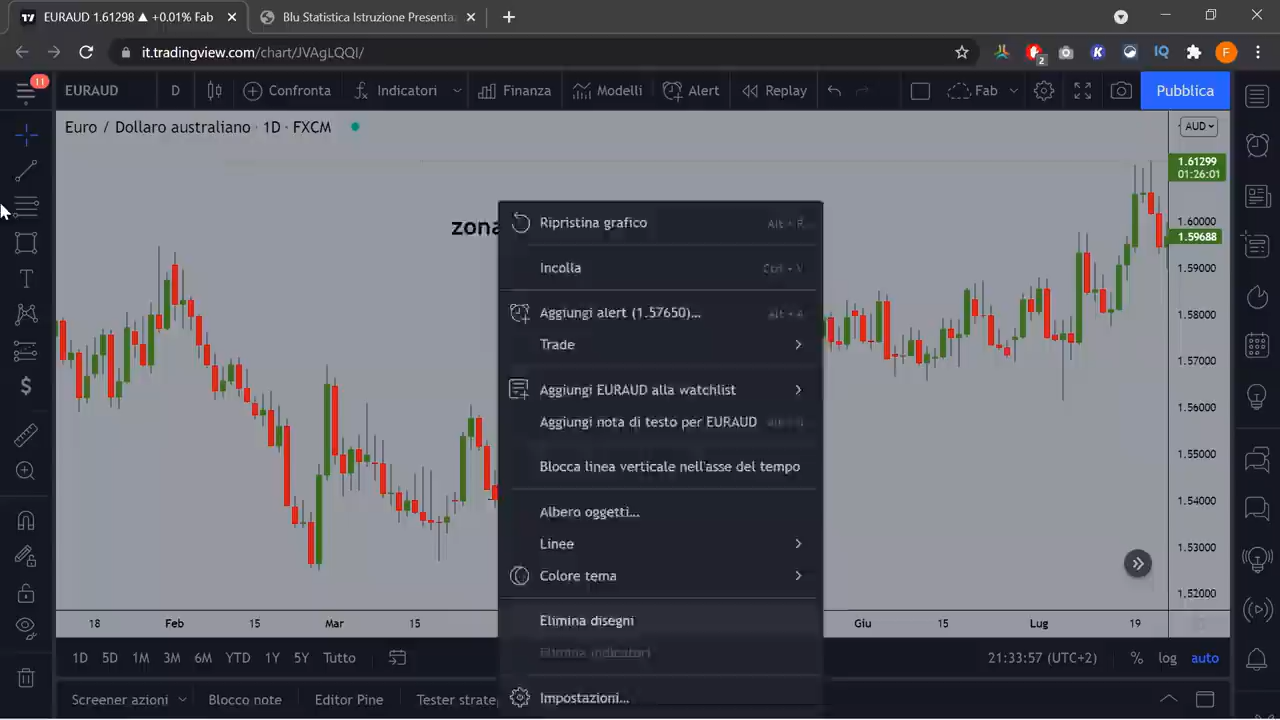 EURAUD 1.61298 ▲ +0.01% Fab
Blu Statistica Istruzione Presenta
it.tradingview.com/chart/JVAgLQQl/
2
F
11
EURAUD
D
Confronta
Indicatori
Finanza
Modelli
Alert
Replay
Fab
Pubblica
Euro / Dollaro australiano · 1D · FXCM
AUD
1.61299
01:26:01
1.60000
1.59688
1.59000
1.58000
1.57000
1.56000
1.55000
1.54000
1.53000
1.52000
zona
Ripristina grafico Alt + R
Incolla Ctrl + V
Aggiungi alert (1.57650)... Alt + A
Trade
Aggiungi EURAUD alla watchlist
Aggiungi nota di testo per EURAUD
Blocca linea verticale nell'asse del tempo
Albero oggetti...
Linee
Colore tema
Elimina disegni
Elimina indicatori
Impostazioni...
18 Feb 15 Mar 15 Giu 15 Lug 19
1D 5D 1M 3M 6M YTD 1Y 5Y Tutto
21:33:57 (UTC+2) % log auto
Screener azioni Blocco note Editor Pine Tester strate